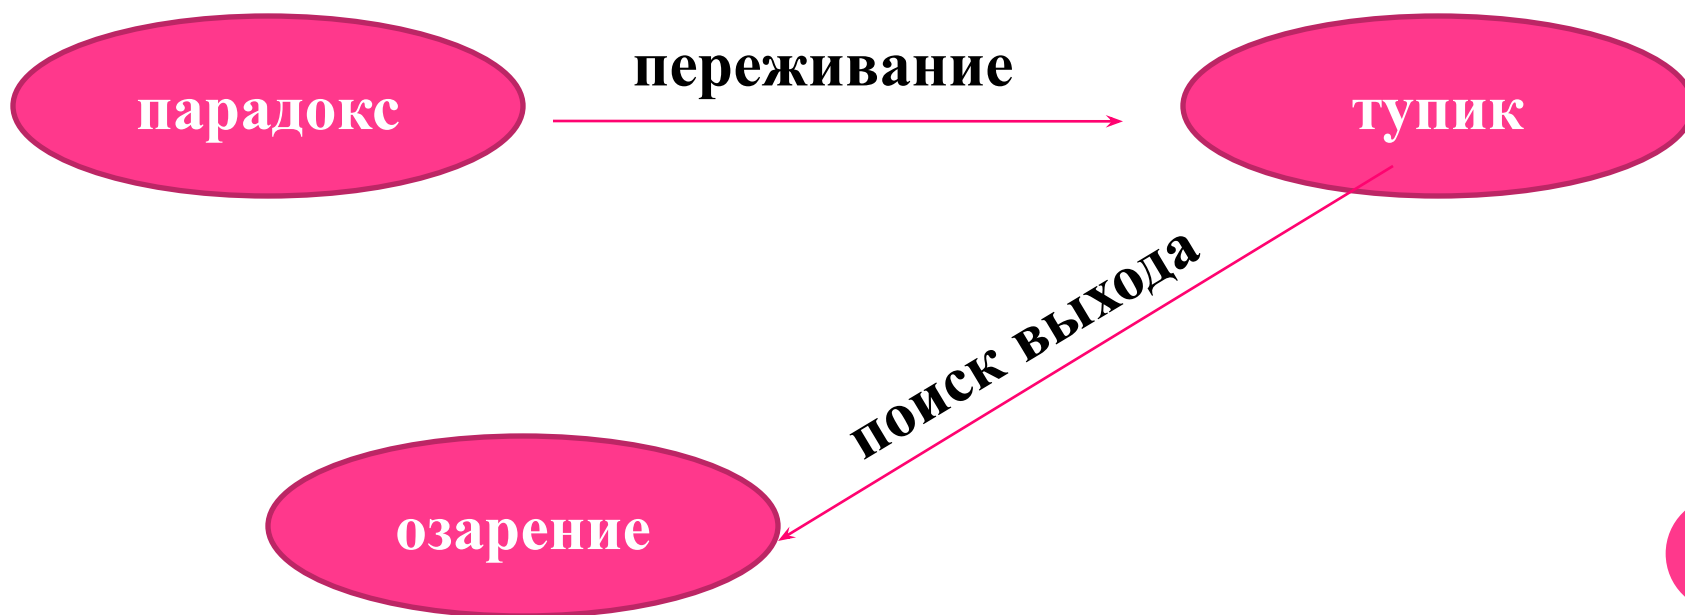 парадокс
переживание
тупик
поиск выхода
озарение